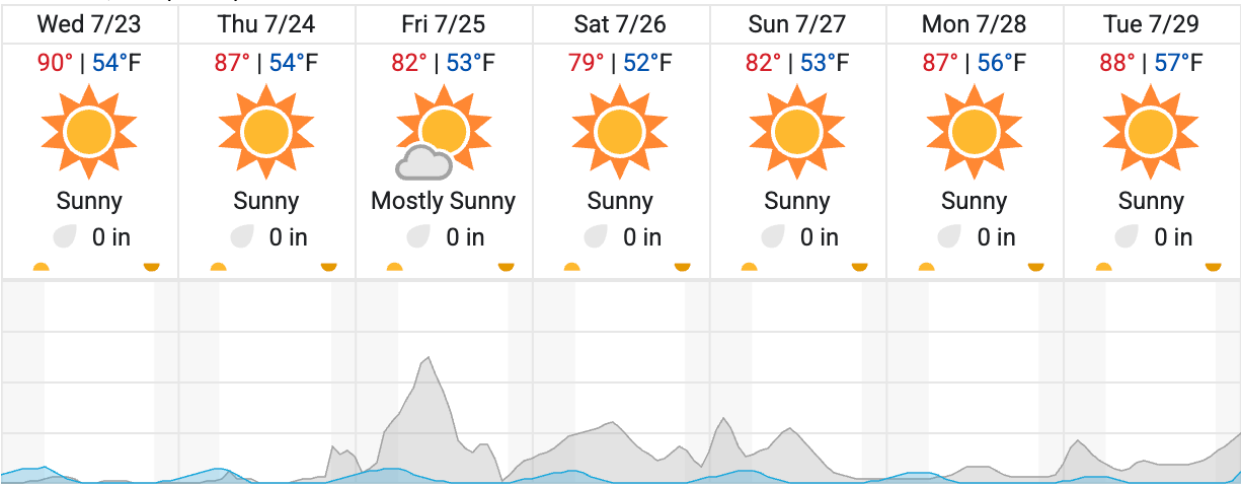 Wed 7/23 Thu 7/24 Fri 7/25 Sat 7/26 Sun 7/27 Mon 7/28 Tue 7/29
90° | 54°F 87° | 54°F 82° | 53°F 79° | 52°F 82° | 53°F 87° | 56°F 88° | 57°F
Sunny Sunny Mostly Sunny Sunny Sunny Sunny Sunny
0 in 0 in 0 in 0 in 0 in 0 in 0 in